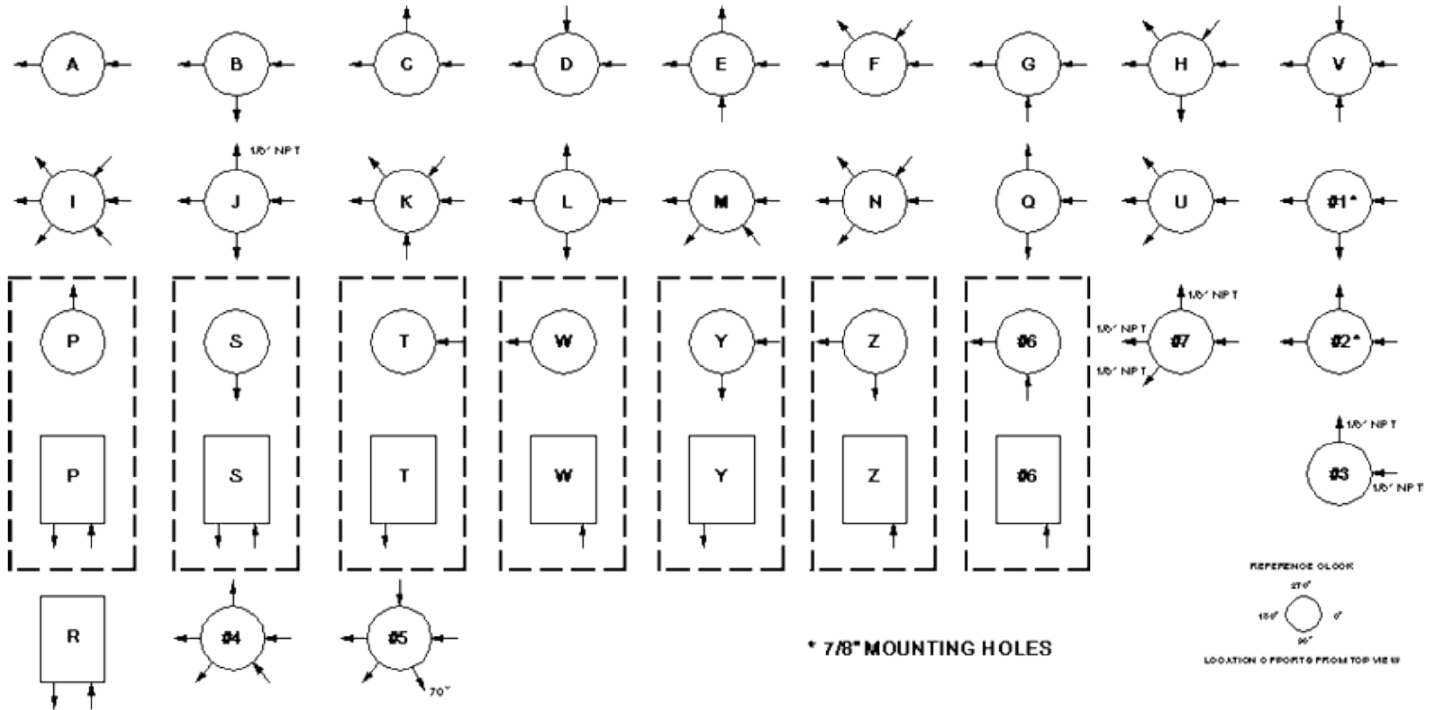 A B C D E F G H V
1/8" NPT
I J K L M N Q U #1*
1/8" NPT
P S T W Y Z #6 1/8" NPT #7 #2*
1/8" NPT
1/8" NPT
P S T W Y Z #6 #3
1/8" NPT
REFERENCE CLOCK
270°
R #4 #5 180° 0°
90°
* 7/8" MOUNTING HOLES
LOCATION OF PORTS FROM TOP VIEW
70°